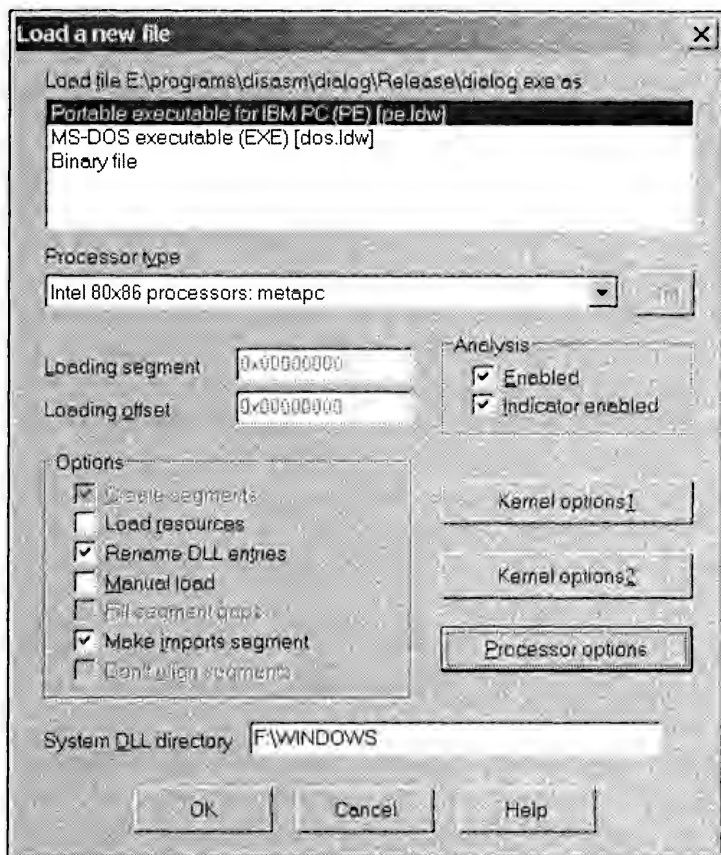 Load a new file
Load file E:\programs\disasm\dialog\Release\dialog.exe as
Portable executable for IBM PC (PE) [pe.ldw]
MS-DOS executable (EXE) [dos.ldw]
Binary file
Processor type
Intel 80x86 processors: metapc
Loading segment 0x00000000
Loading offset 0x00000000
Analysis
Enabled
Indicator enabled
Options
Create segments
Load resources
Rename DLL entries
Manual load
Fill segment gaps
Make imports segment
Don't align segments
Kernel options1
Kernel options2
Processor options
System DLL directory F:\WINDOWS
OK Cancel Help